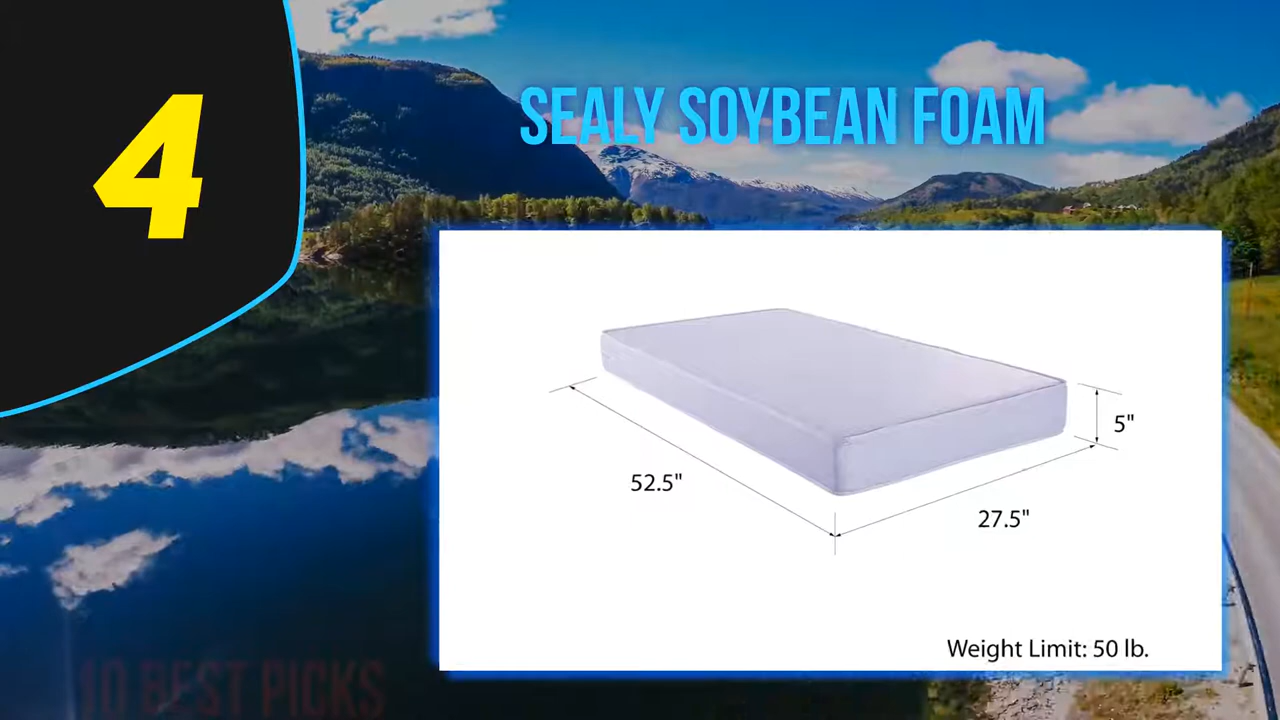 4
SEALY SOYBEAN FOAM
5"
52.5"
27.5"
Weight Limit: 50 lb.
10 BEST PICKS